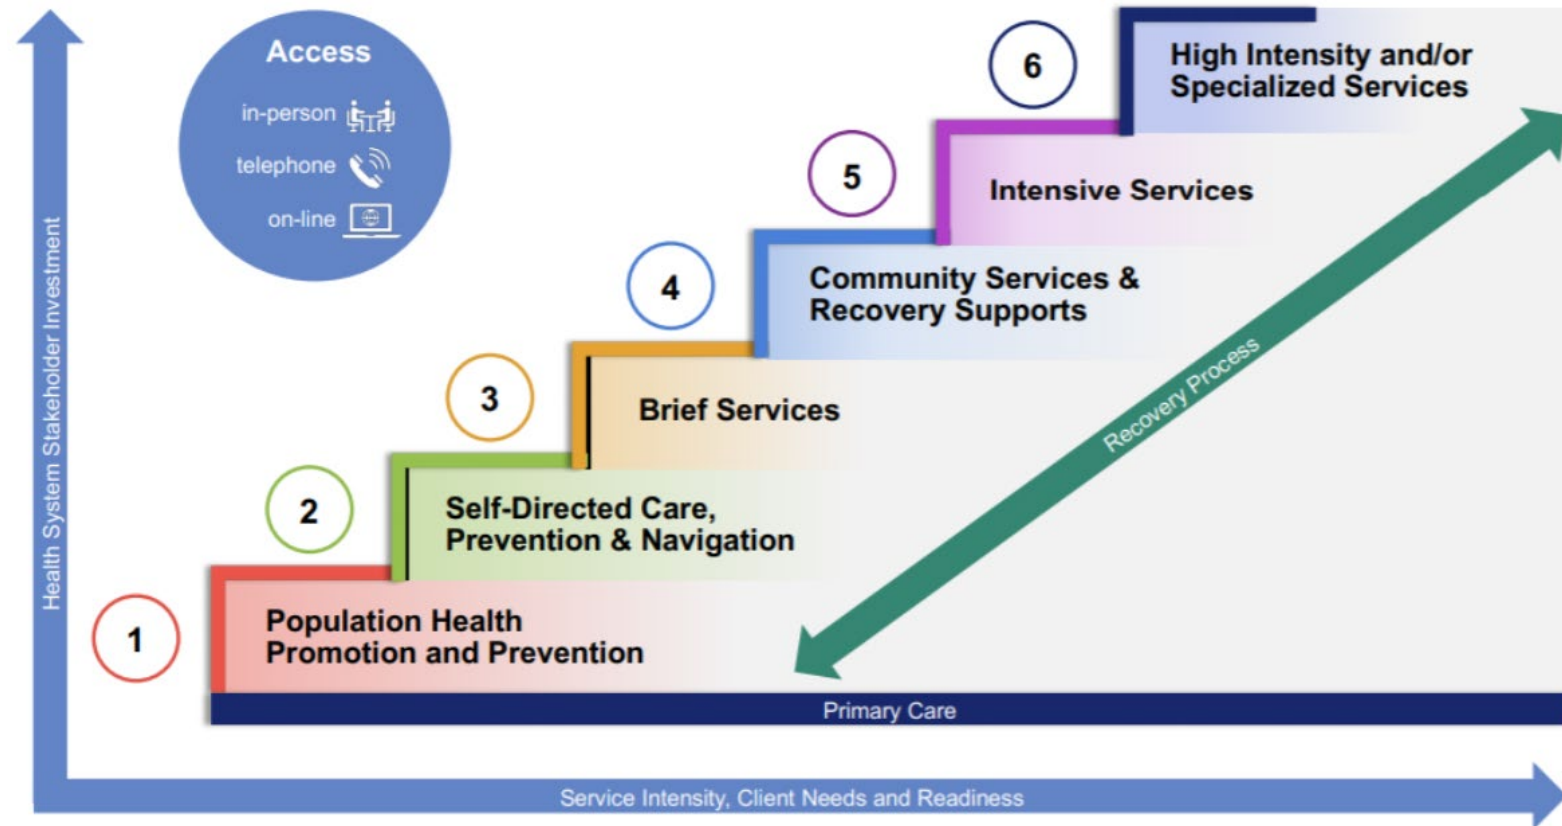 Access
in-person
telephone
on-line
Health System Stakeholder Investment
6
High Intensity and/or
Specialized Services
5
Intensive Services
4
Community Services &
Recovery Supports
3
Brief Services
2
Self-Directed Care,
Prevention & Navigation
1
Population Health
Promotion and Prevention
Recovery Process
Primary Care
Service Intensity, Client Needs and Readiness